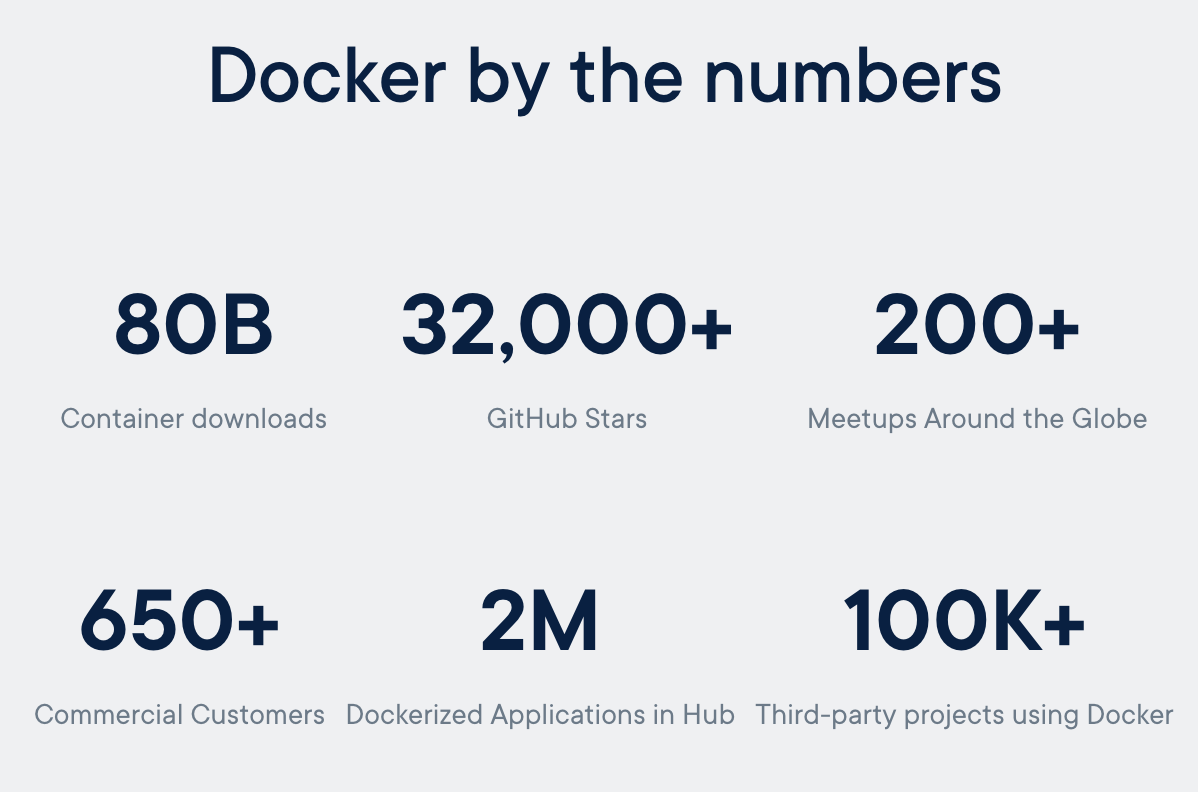 Docker by the numbers
80B 32,000+ 200+
Container downloads GitHub Stars Meetups Around the Globe
650+ 2M 100K+
Commercial Customers Dockerized Applications in Hub Third-party projects using Docker